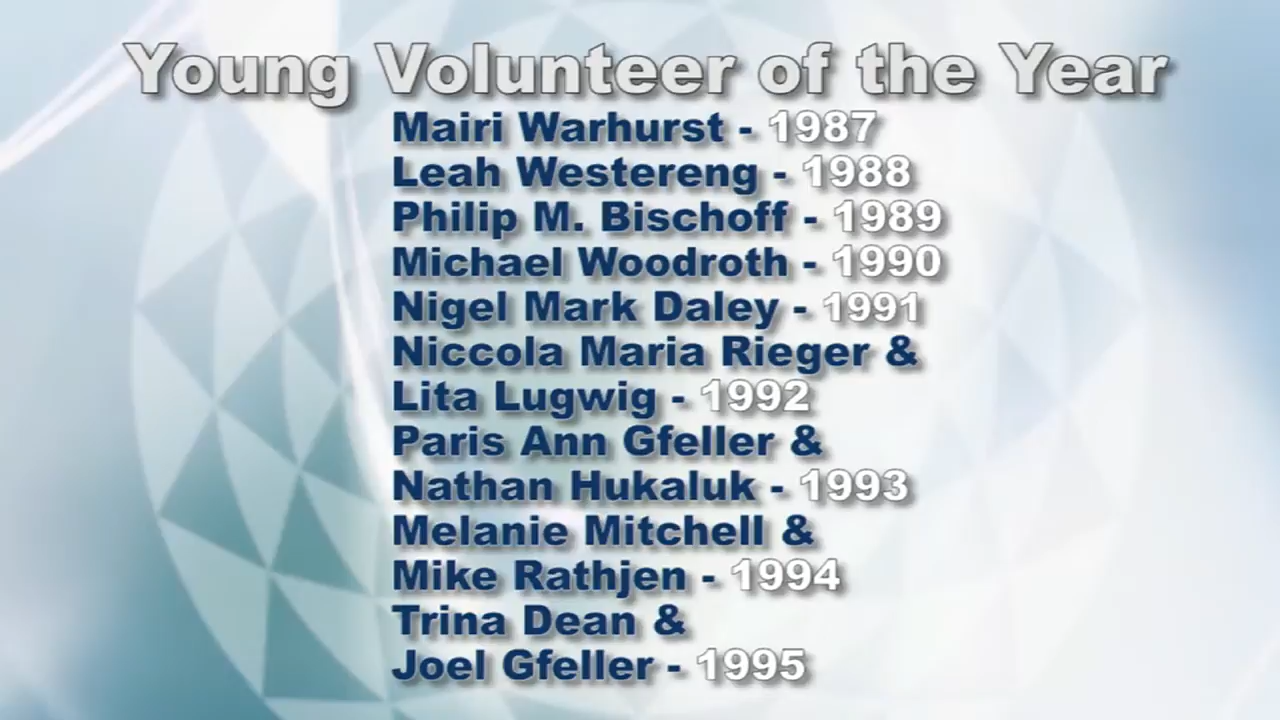 Young Volunteer of the Year
Mairi Warhurst - 1987
Leah Westereng - 1988
Philip M. Bischoff - 1989
Michael Woodroth - 1990
Nigel Mark Daley - 1991
Niccola Maria Rieger &
Lita Lugwig - 1992
Paris Ann Gfeller &
Nathan Hukaluk - 1993
Melanie Mitchell &
Mike Rathjen - 1994
Trina Dean &
Joel Gfeller - 1995